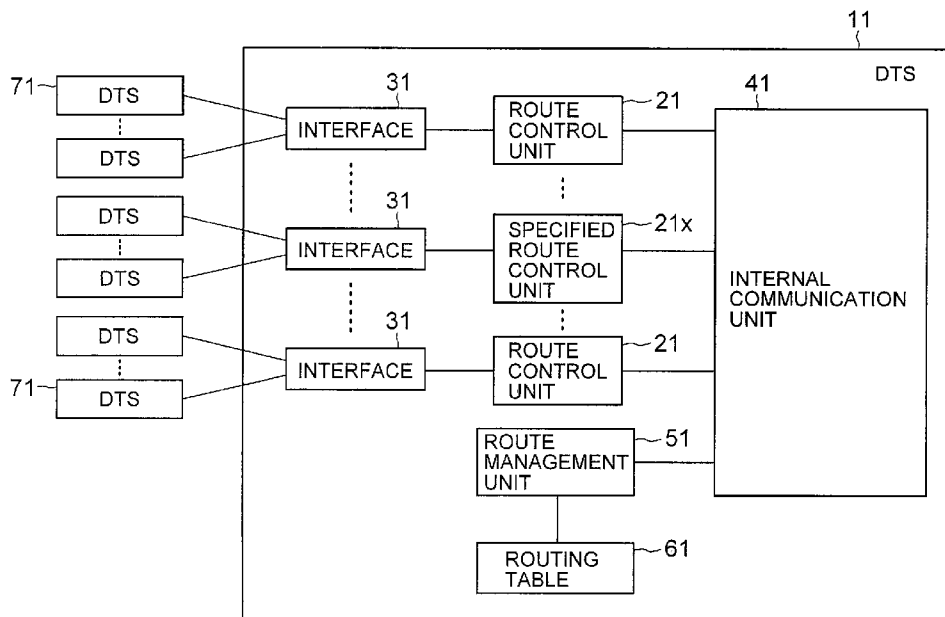 11
DTS
71
DTS
DTS
31
INTERFACE
21
ROUTE
CONTROL
UNIT
41
INTERNAL
COMMUNICATION
UNIT
DTS
DTS
31
INTERFACE
21x
SPECIFIED
ROUTE
CONTROL
UNIT
DTS
71
DTS
31
INTERFACE
21
ROUTE
CONTROL
UNIT
51
ROUTE
MANAGEMENT
UNIT
61
ROUTING
TABLE